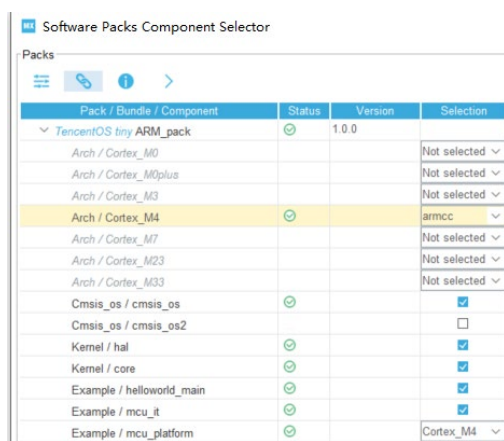 MX Software Packs Component Selector
Packs
Pack / Bundle / Component Status Version Selection
TencentOS tiny ARM_pack 1.0.0
Arch / Cortex_M0 Not selected
Arch / Cortex_M0plus Not selected
Arch / Cortex_M3 Not selected
Arch / Cortex_M4 armcc
Arch / Cortex_M7 Not selected
Arch / Cortex_M23 Not selected
Arch / Cortex_M33 Not selected
Cmsis_os / cmsis_os
Cmsis_os / cmsis_os2
Kernel / hal
Kernel / core
Example / helloworld_main
Example / mcu_it
Example / mcu_platform Cortex_M4